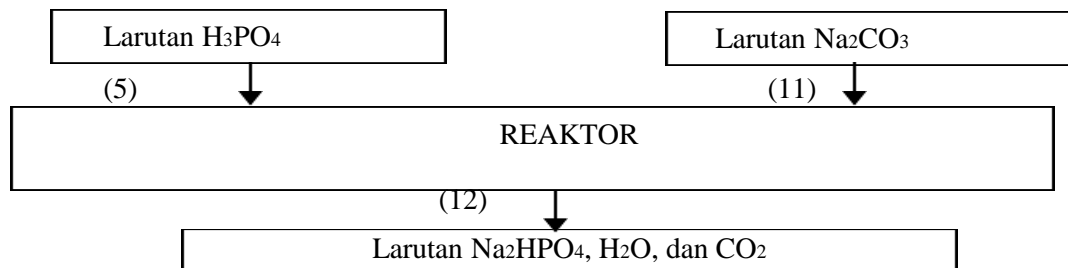 Larutan H₃PO₄
Larutan Na₂CO₃
(5)
(11)
REAKTOR
(12)
Larutan Na₂HPO₄, H₂O, dan CO₂